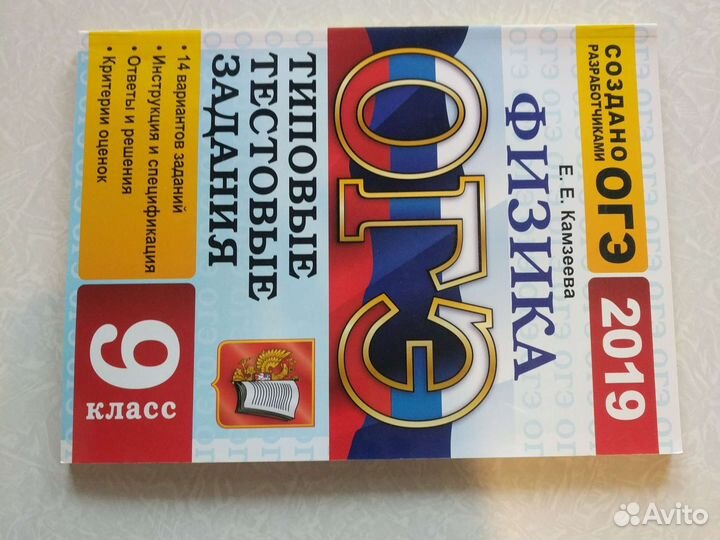 СОЗДАНО
РАЗРАБОТЧИКАМИ
ОГЭ
2019
Е. Е. Камзеева
ФИЗИКА
ОГЭ
ТИПОВЫЕ
ТЕСТОВЫЕ
ЗАДАНИЯ
• 14 вариантов заданий
• Инструкция и спецификация
• Ответы и решения
• Критерии оценок
9
КЛАСС
Avito